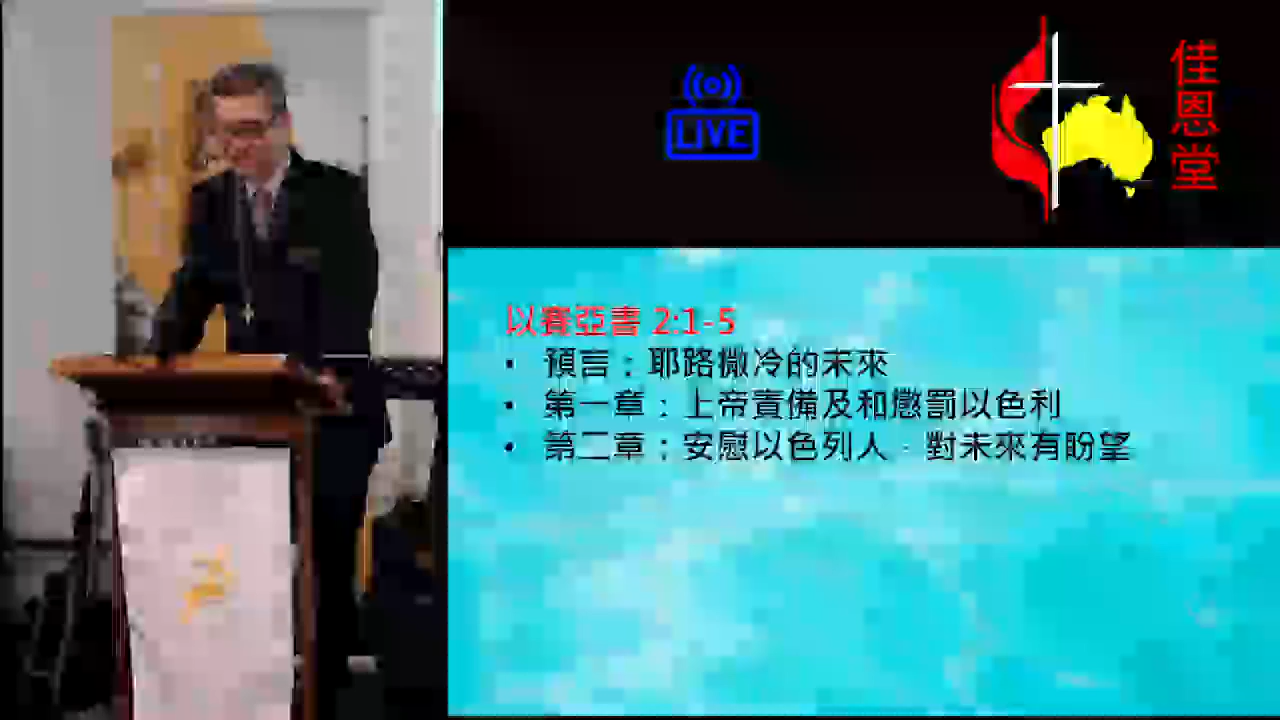 LIVE
佳恩堂
以賽亞書 2:1-5
• 預言：耶路撒冷的未來
• 第一章：上帝責備及和懲罰以色利
• 第二章：安慰以色列人，對未來有盼望